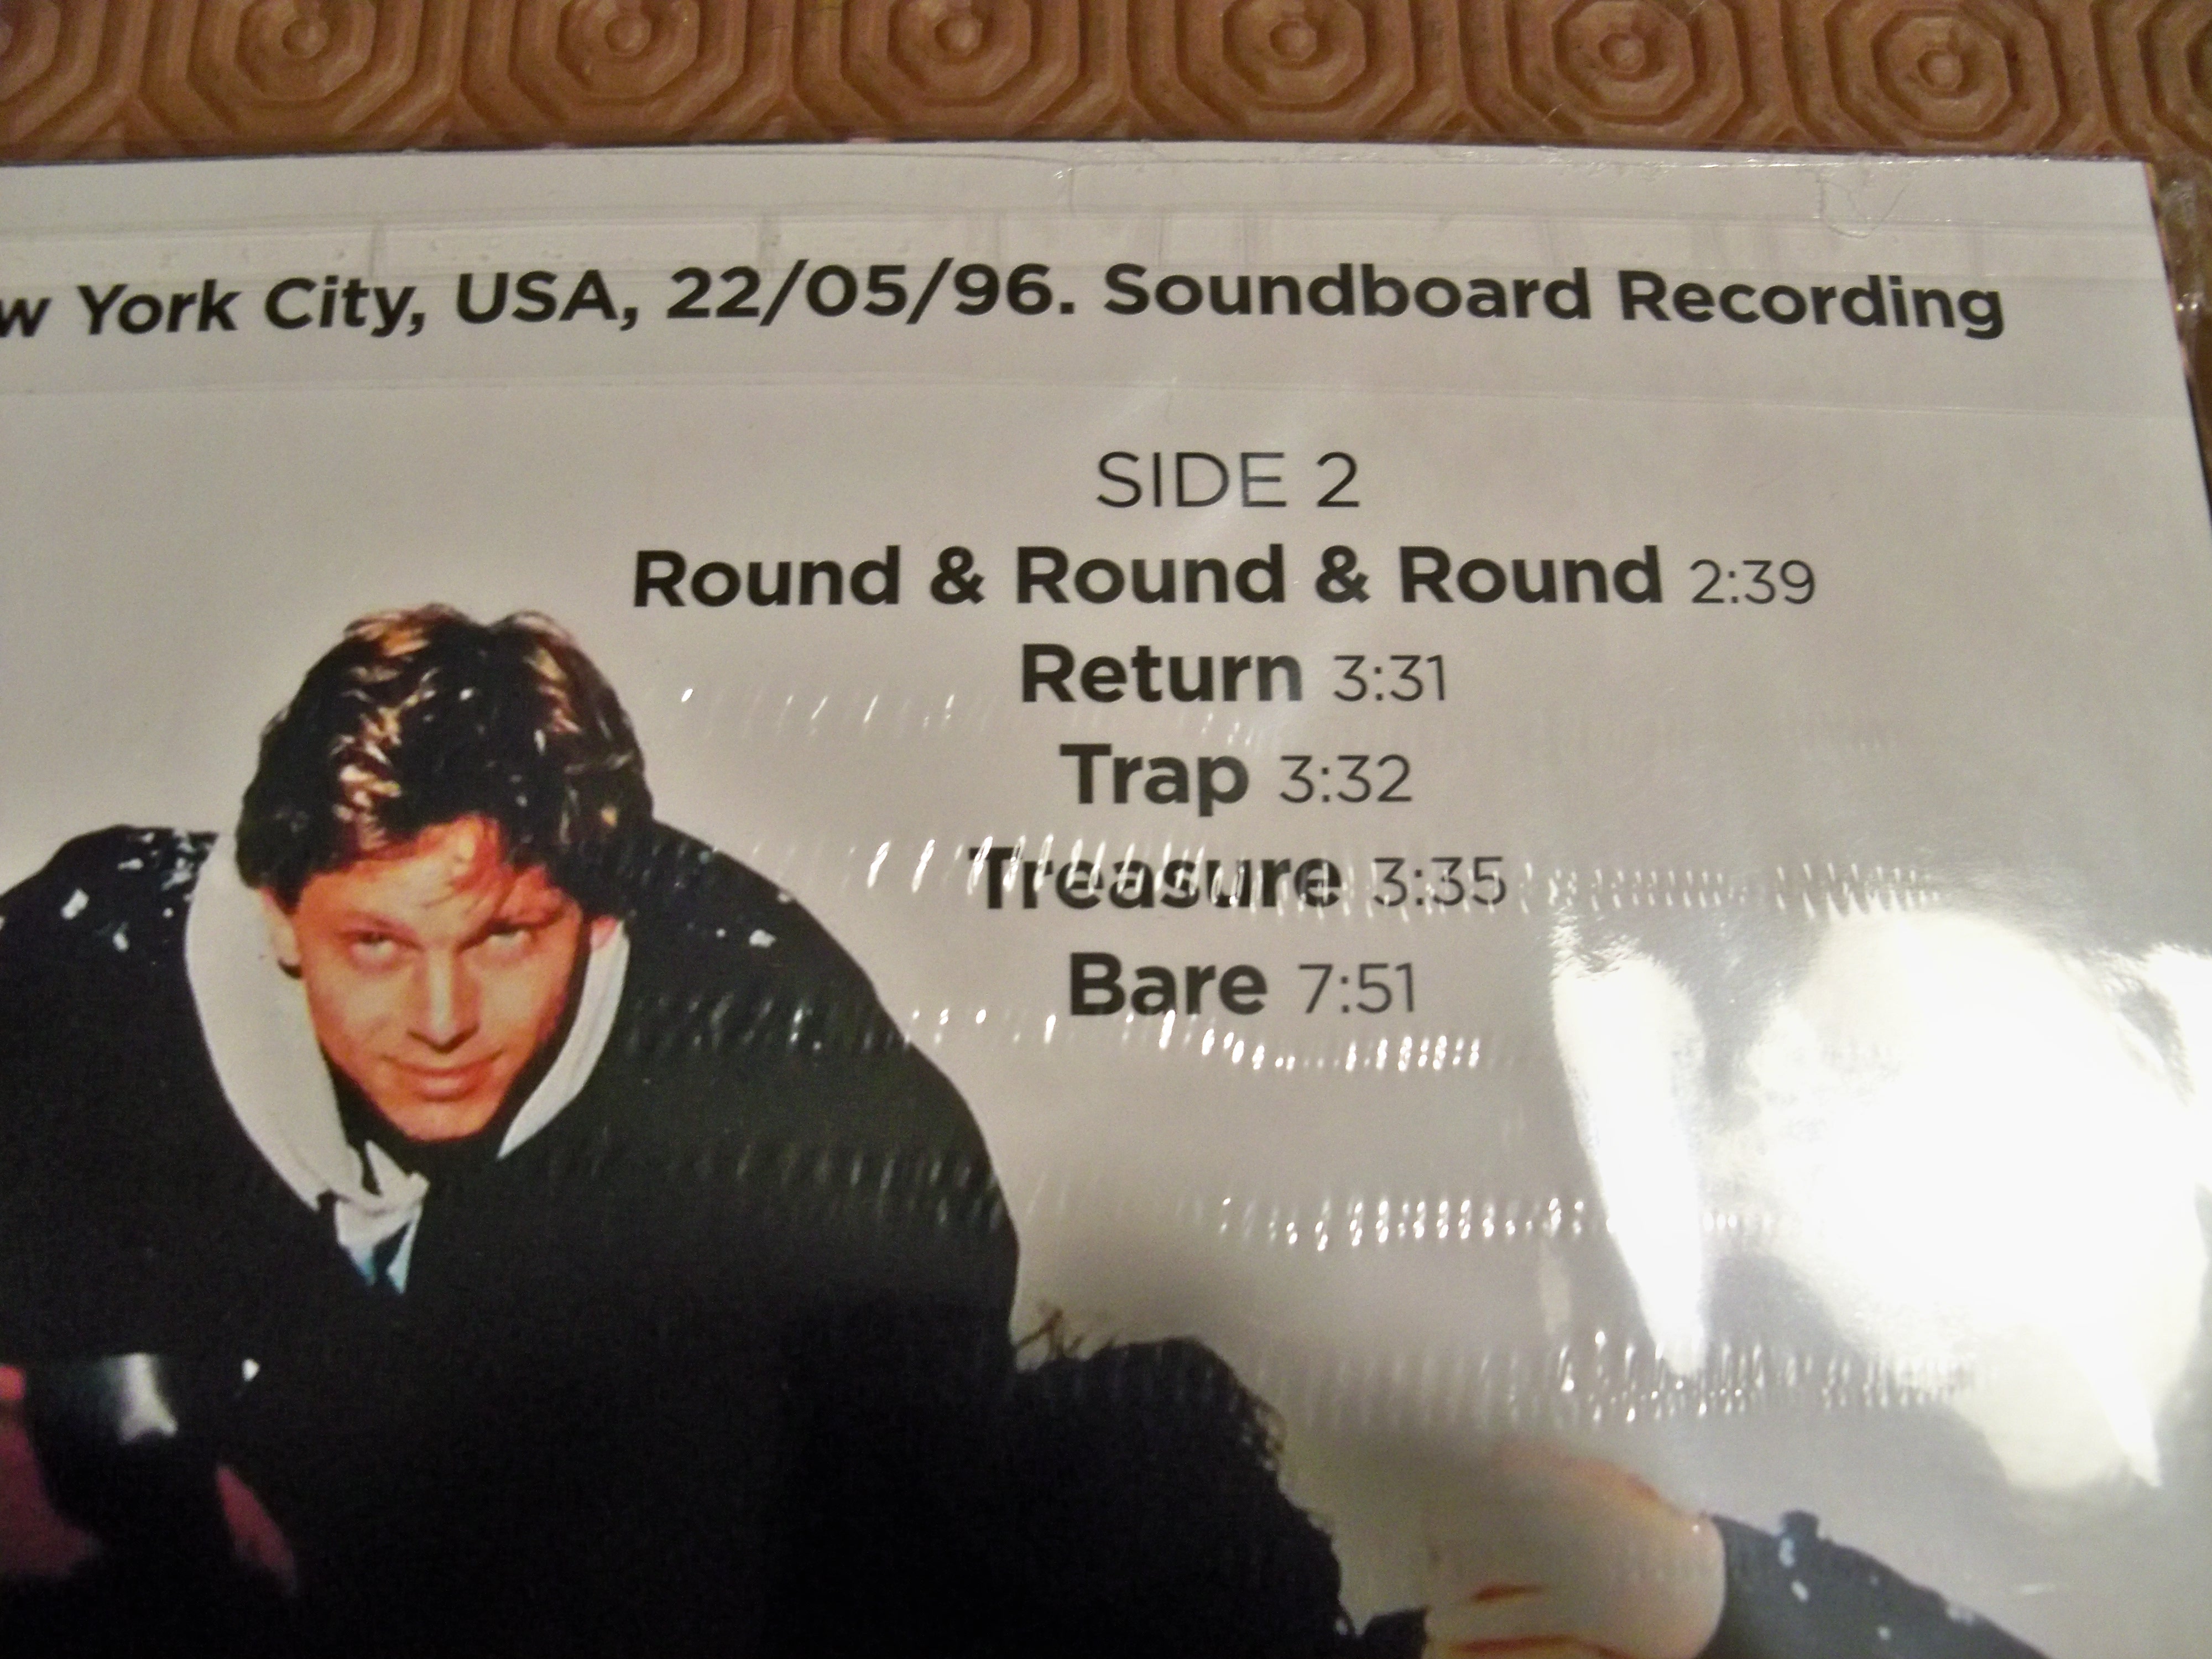 w York City, USA, 22/05/96. Soundboard Recording
SIDE 2
Round & Round & Round 2:39
Return 3:31
Trap 3:32
Treasure 3:35
Bare 7:51